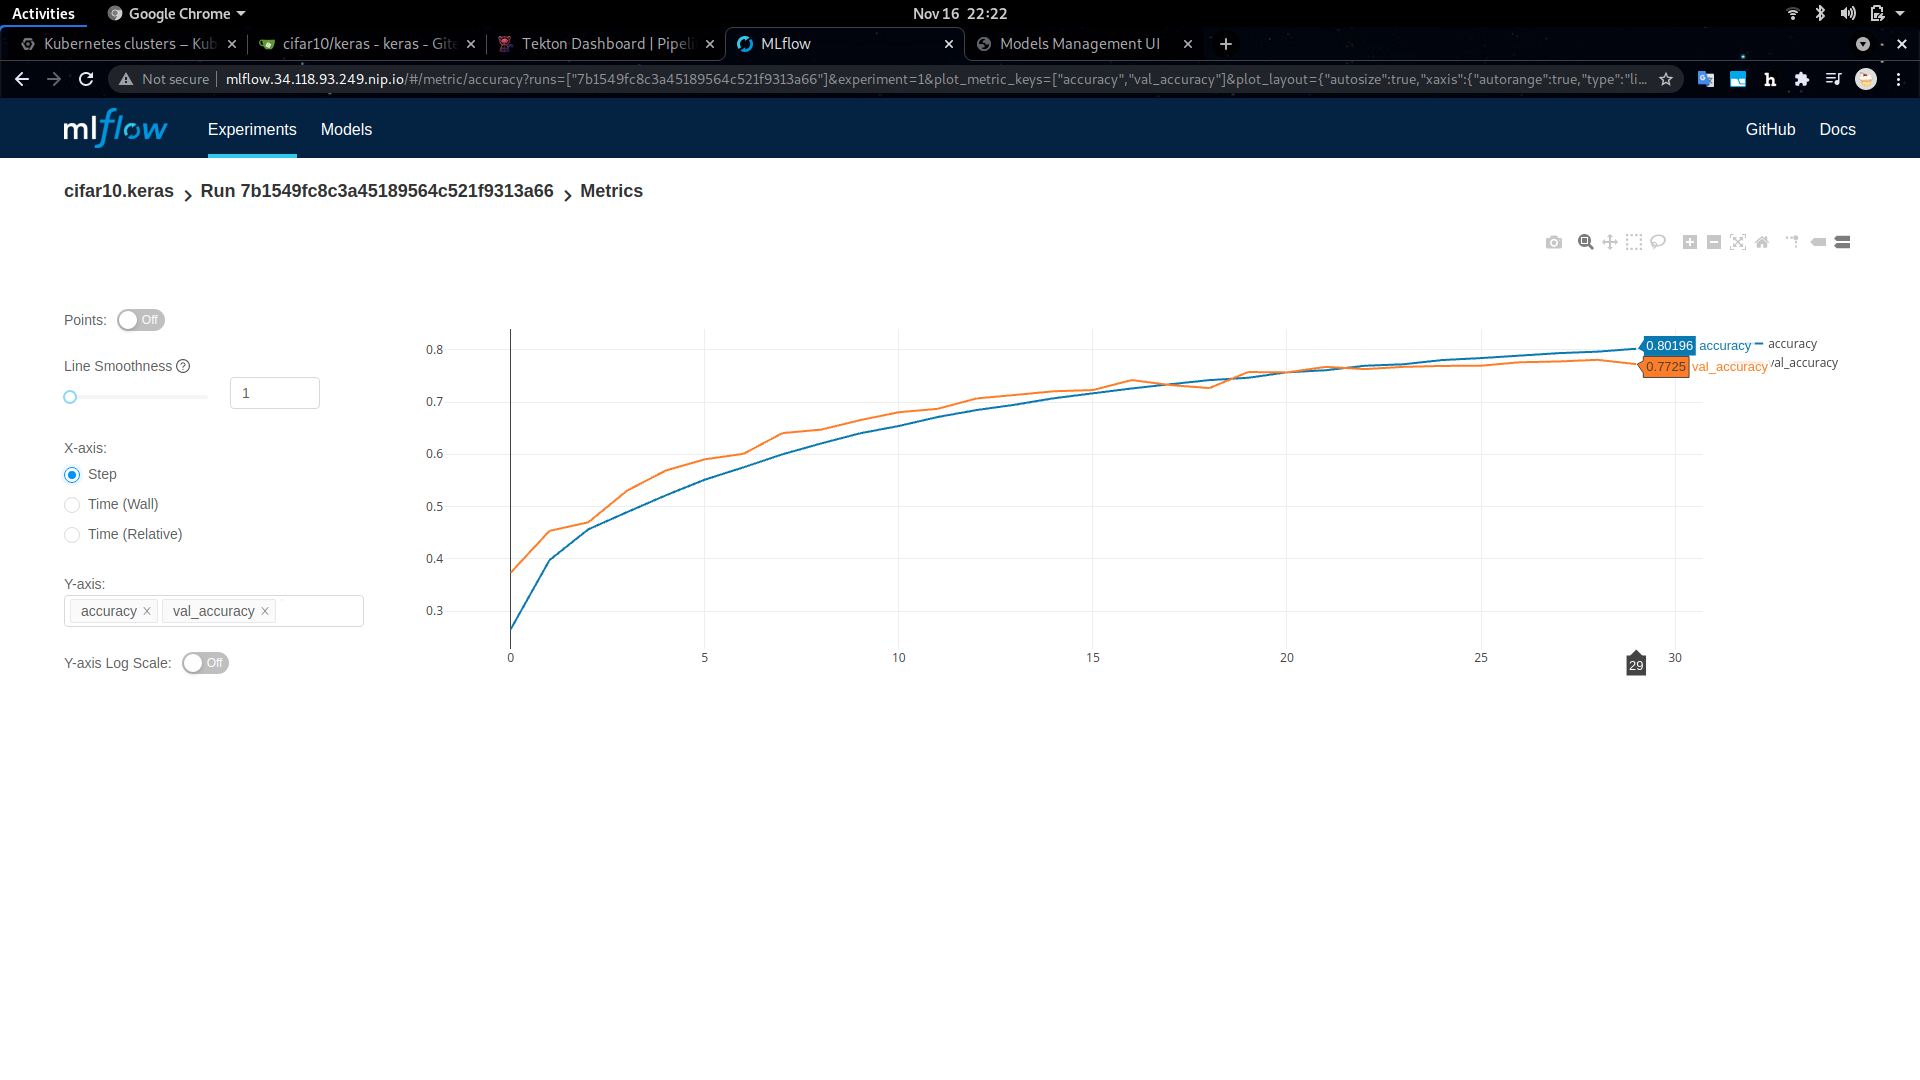 Activities Google Chrome Nov 16 22:22
Kubernetes clusters – Kub cifar10/keras - keras - Gite Tekton Dashboard | Pipeli MLflow Models Management UI
Not secure mlflow.34.118.93.249.nip.io/#/metric/accuracy?runs=["7b1549fc8c3a45189564c521f9313a66"]&experiment=1&plot_metric_keys=["accuracy","val_accuracy"]&plot_layout={"autosize":true,"xaxis":{"autorange":true,"type":"li...
mlflow Experiments Models GitHub Docs
cifar10.keras > Run 7b1549fc8c3a45189564c521f9313a66 > Metrics
Points: Off
Line Smoothness ?
1
X-axis:
Step
Time (Wall)
Time (Relative)
Y-axis:
accuracy × val_accuracy ×
Y-axis Log Scale: Off
0.8
0.7
0.6
0.5
0.4
0.3
0 5 10 15 20 25 29 30
0.80196 accuracy accuracy
0.7725 val_accuracy val_accuracy